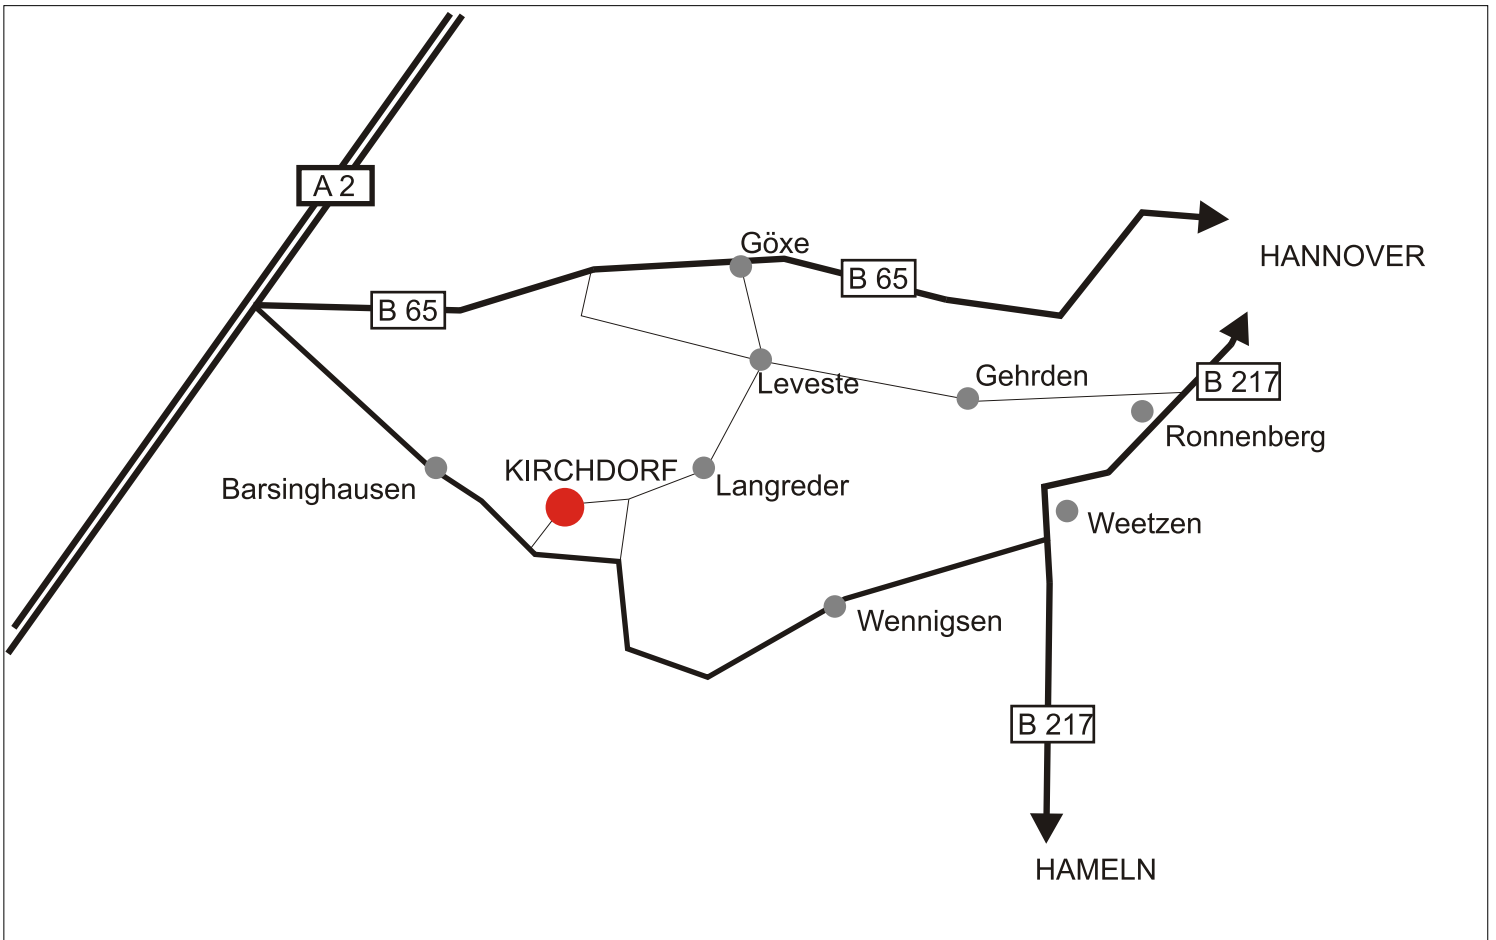 A 2
Göxe
HANNOVER
B 65
B 65
Gehrden
B 217
Leveste
Ronnenberg
KIRCHDORF
Barsinghausen
Langreder
Weetzen
Wennigsen
B 217
HAMELN